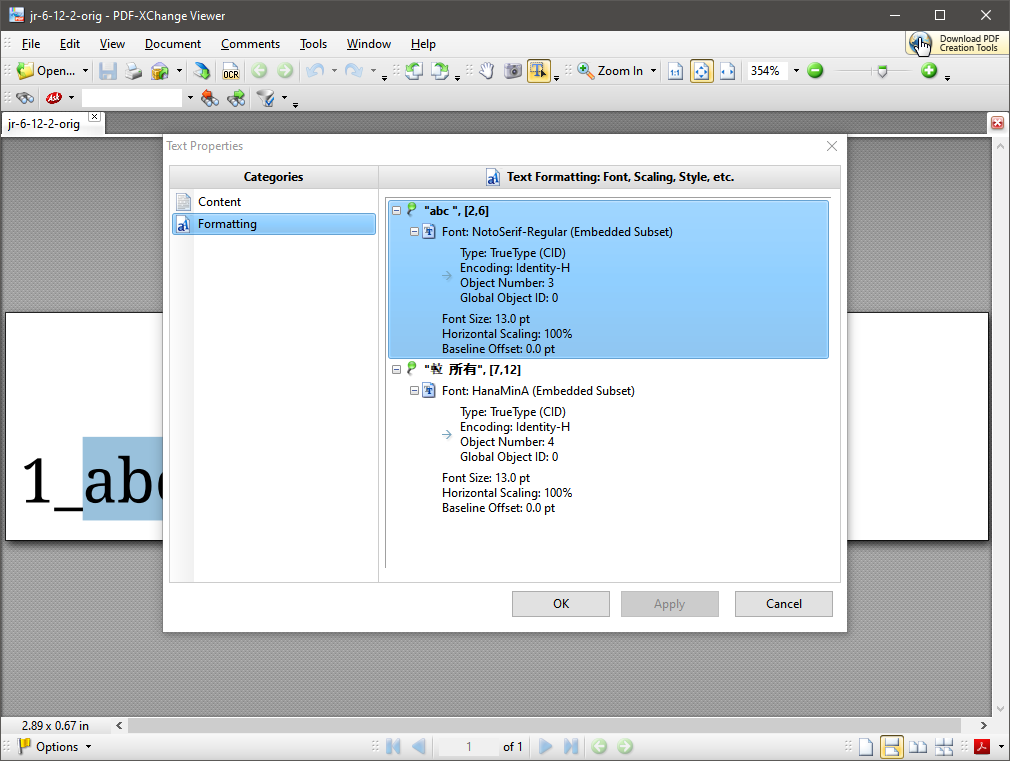 jr-6-12-2-orig - PDF-XChange Viewer
File Edit View Document Comments Tools Window Help
Download PDF
Creation Tools
Open... OCR Zoom In 1:1 354%
Ask
jr-6-12-2-orig
Text Properties
Categories
Text Formatting: Font, Scaling, Style, etc.
Content
Formatting
"abc ", [2,6]
Font: NotoSerif-Regular (Embedded Subset)
Type: TrueType (CID)
Encoding: Identity-H
Object Number: 3
Global Object ID: 0
Font Size: 13.0 pt
Horizontal Scaling: 100%
Baseline Offset: 0.0 pt
所有", [7,12]
Font: HanaMinA (Embedded Subset)
Type: TrueType (CID)
Encoding: Identity-H
Object Number: 4
Global Object ID: 0
Font Size: 13.0 pt
Horizontal Scaling: 100%
Baseline Offset: 0.0 pt
1_abc
OK Apply Cancel
2.89 x 0.67 in
Options 1 of 1